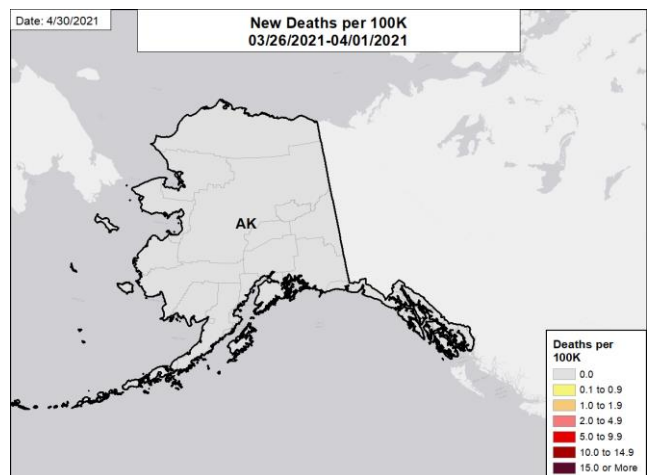 Date: 4/30/2021
New Deaths per 100K
03/26/2021-04/01/2021
AK
Deaths per
100K
0.0
0.1 to 0.9
1.0 to 1.9
2.0 to 4.9
5.0 to 9.9
10.0 to 14.9
15.0 or More